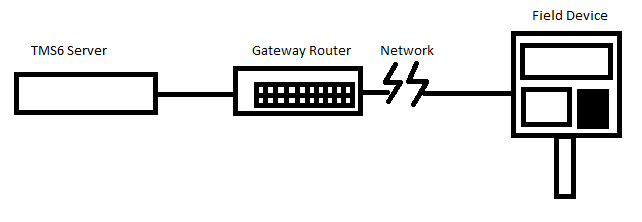 Field Device
TMS6 Server
Gateway Router
Network